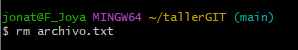 jonat@F_Joya MINGW64 ~/tallerGIT (main)
$ rm archivo.txt